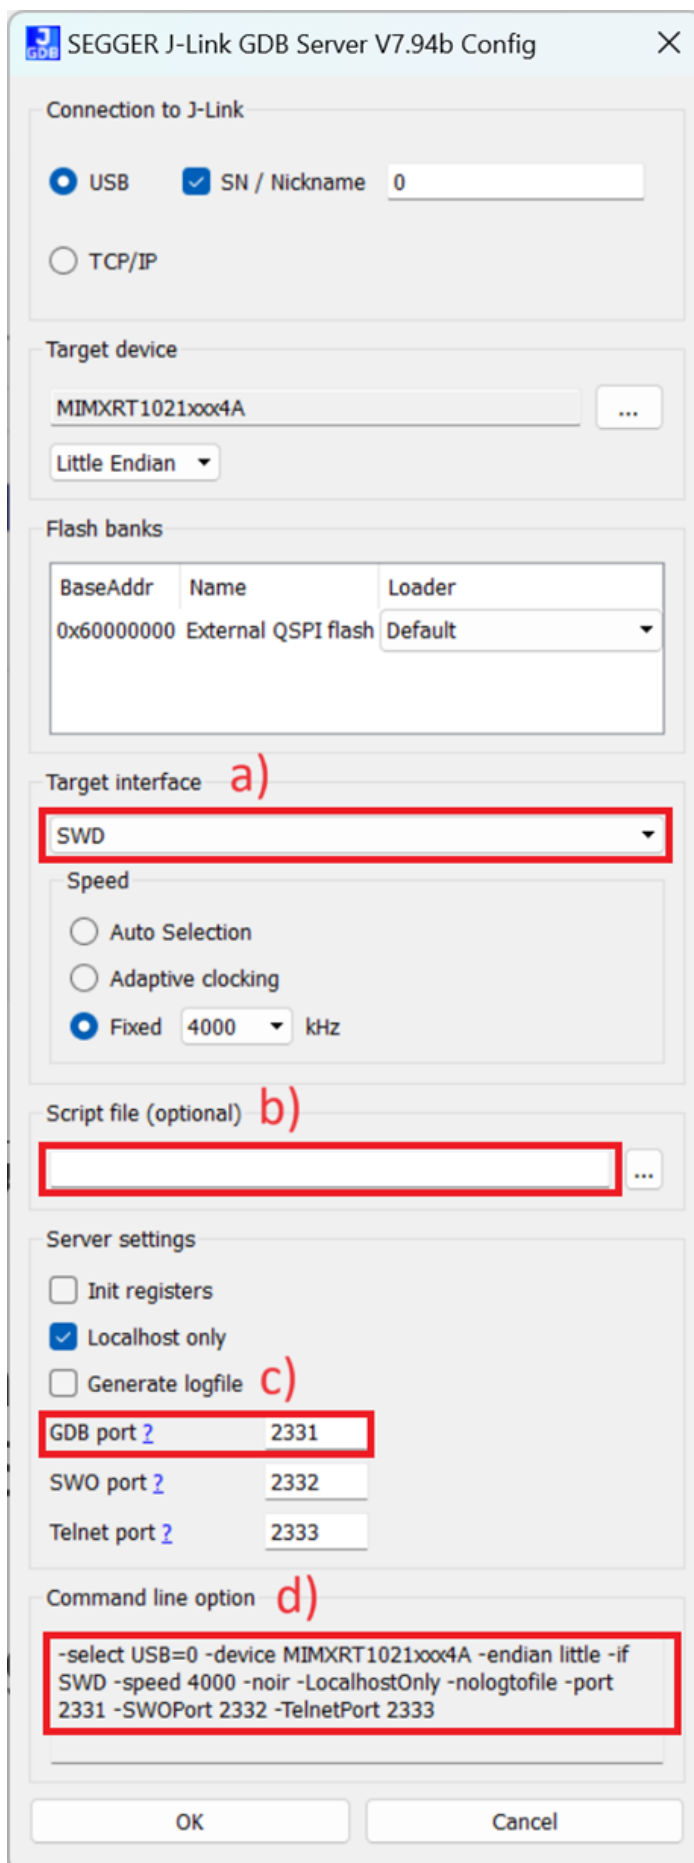 J
GDB
SEGGER J-Link GDB Server V7.94b Config
Connection to J-Link
USB SN / Nickname 0
TCP/IP
Target device
MIMXRT1021xxx4A ...
Little Endian
Flash banks
BaseAddr Name Loader
0x60000000 External QSPI flash Default
Target interface a)
SWD
Speed
Auto Selection
Adaptive clocking
Fixed 4000 kHz
Script file (optional) b)
...
Server settings
Init registers
Localhost only
Generate logfile c)
GDB port ? 2331
SWO port ? 2332
Telnet port ? 2333
Command line option d)
-select USB=0 -device MIMXRT1021xxx4A -endian little -if
SWD -speed 4000 -noir -LocalhostOnly -nologtofile -port
2331 -SWOPort 2332 -TelnetPort 2333
OK Cancel